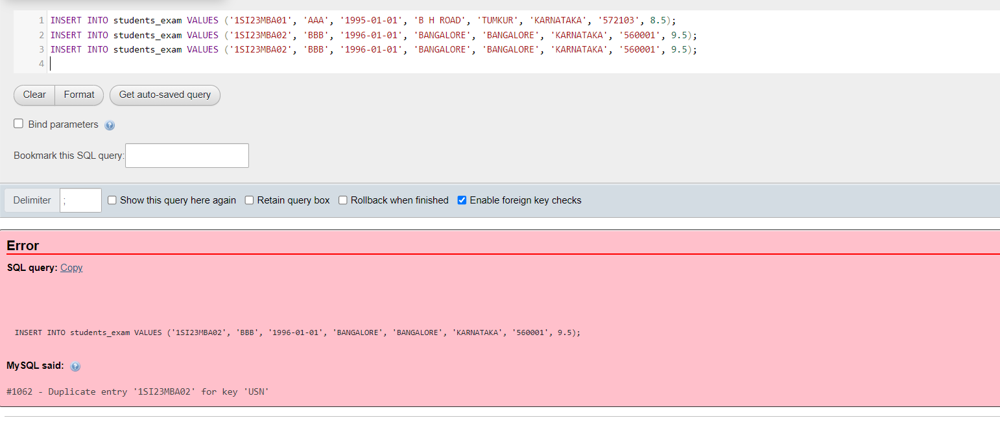 1 INSERT INTO students_exam VALUES ('1SI23MBA01', 'AAA', '1995-01-01', 'B H ROAD', 'TUMKUR', 'KARNATAKA', '572103', 8.5);
2 INSERT INTO students_exam VALUES ('1SI23MBA02', 'BBB', '1996-01-01', 'BANGALORE', 'BANGALORE', 'KARNATAKA', '560001', 9.5);
3 INSERT INTO students_exam VALUES ('1SI23MBA02', 'BBB', '1996-01-01', 'BANGALORE', 'BANGALORE', 'KARNATAKA', '560001', 9.5);
4
Clear Format Get auto-saved query
Bind parameters
Bookmark this SQL query:
Delimiter ; Show this query here again Retain query box Rollback when finished Enable foreign key checks
Error
SQL query: Copy
INSERT INTO students_exam VALUES ('1SI23MBA02', 'BBB', '1996-01-01', 'BANGALORE', 'BANGALORE', 'KARNATAKA', '560001', 9.5);
MySQL said:
#1062 - Duplicate entry '1SI23MBA02' for key 'USN'